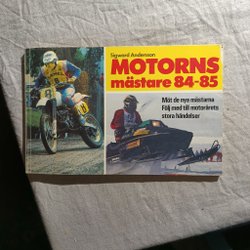 Sigward Andersson
MOTORNS
mästare 84-85
Möt de nya mästarna
Följ med till motorårets
stora händelser